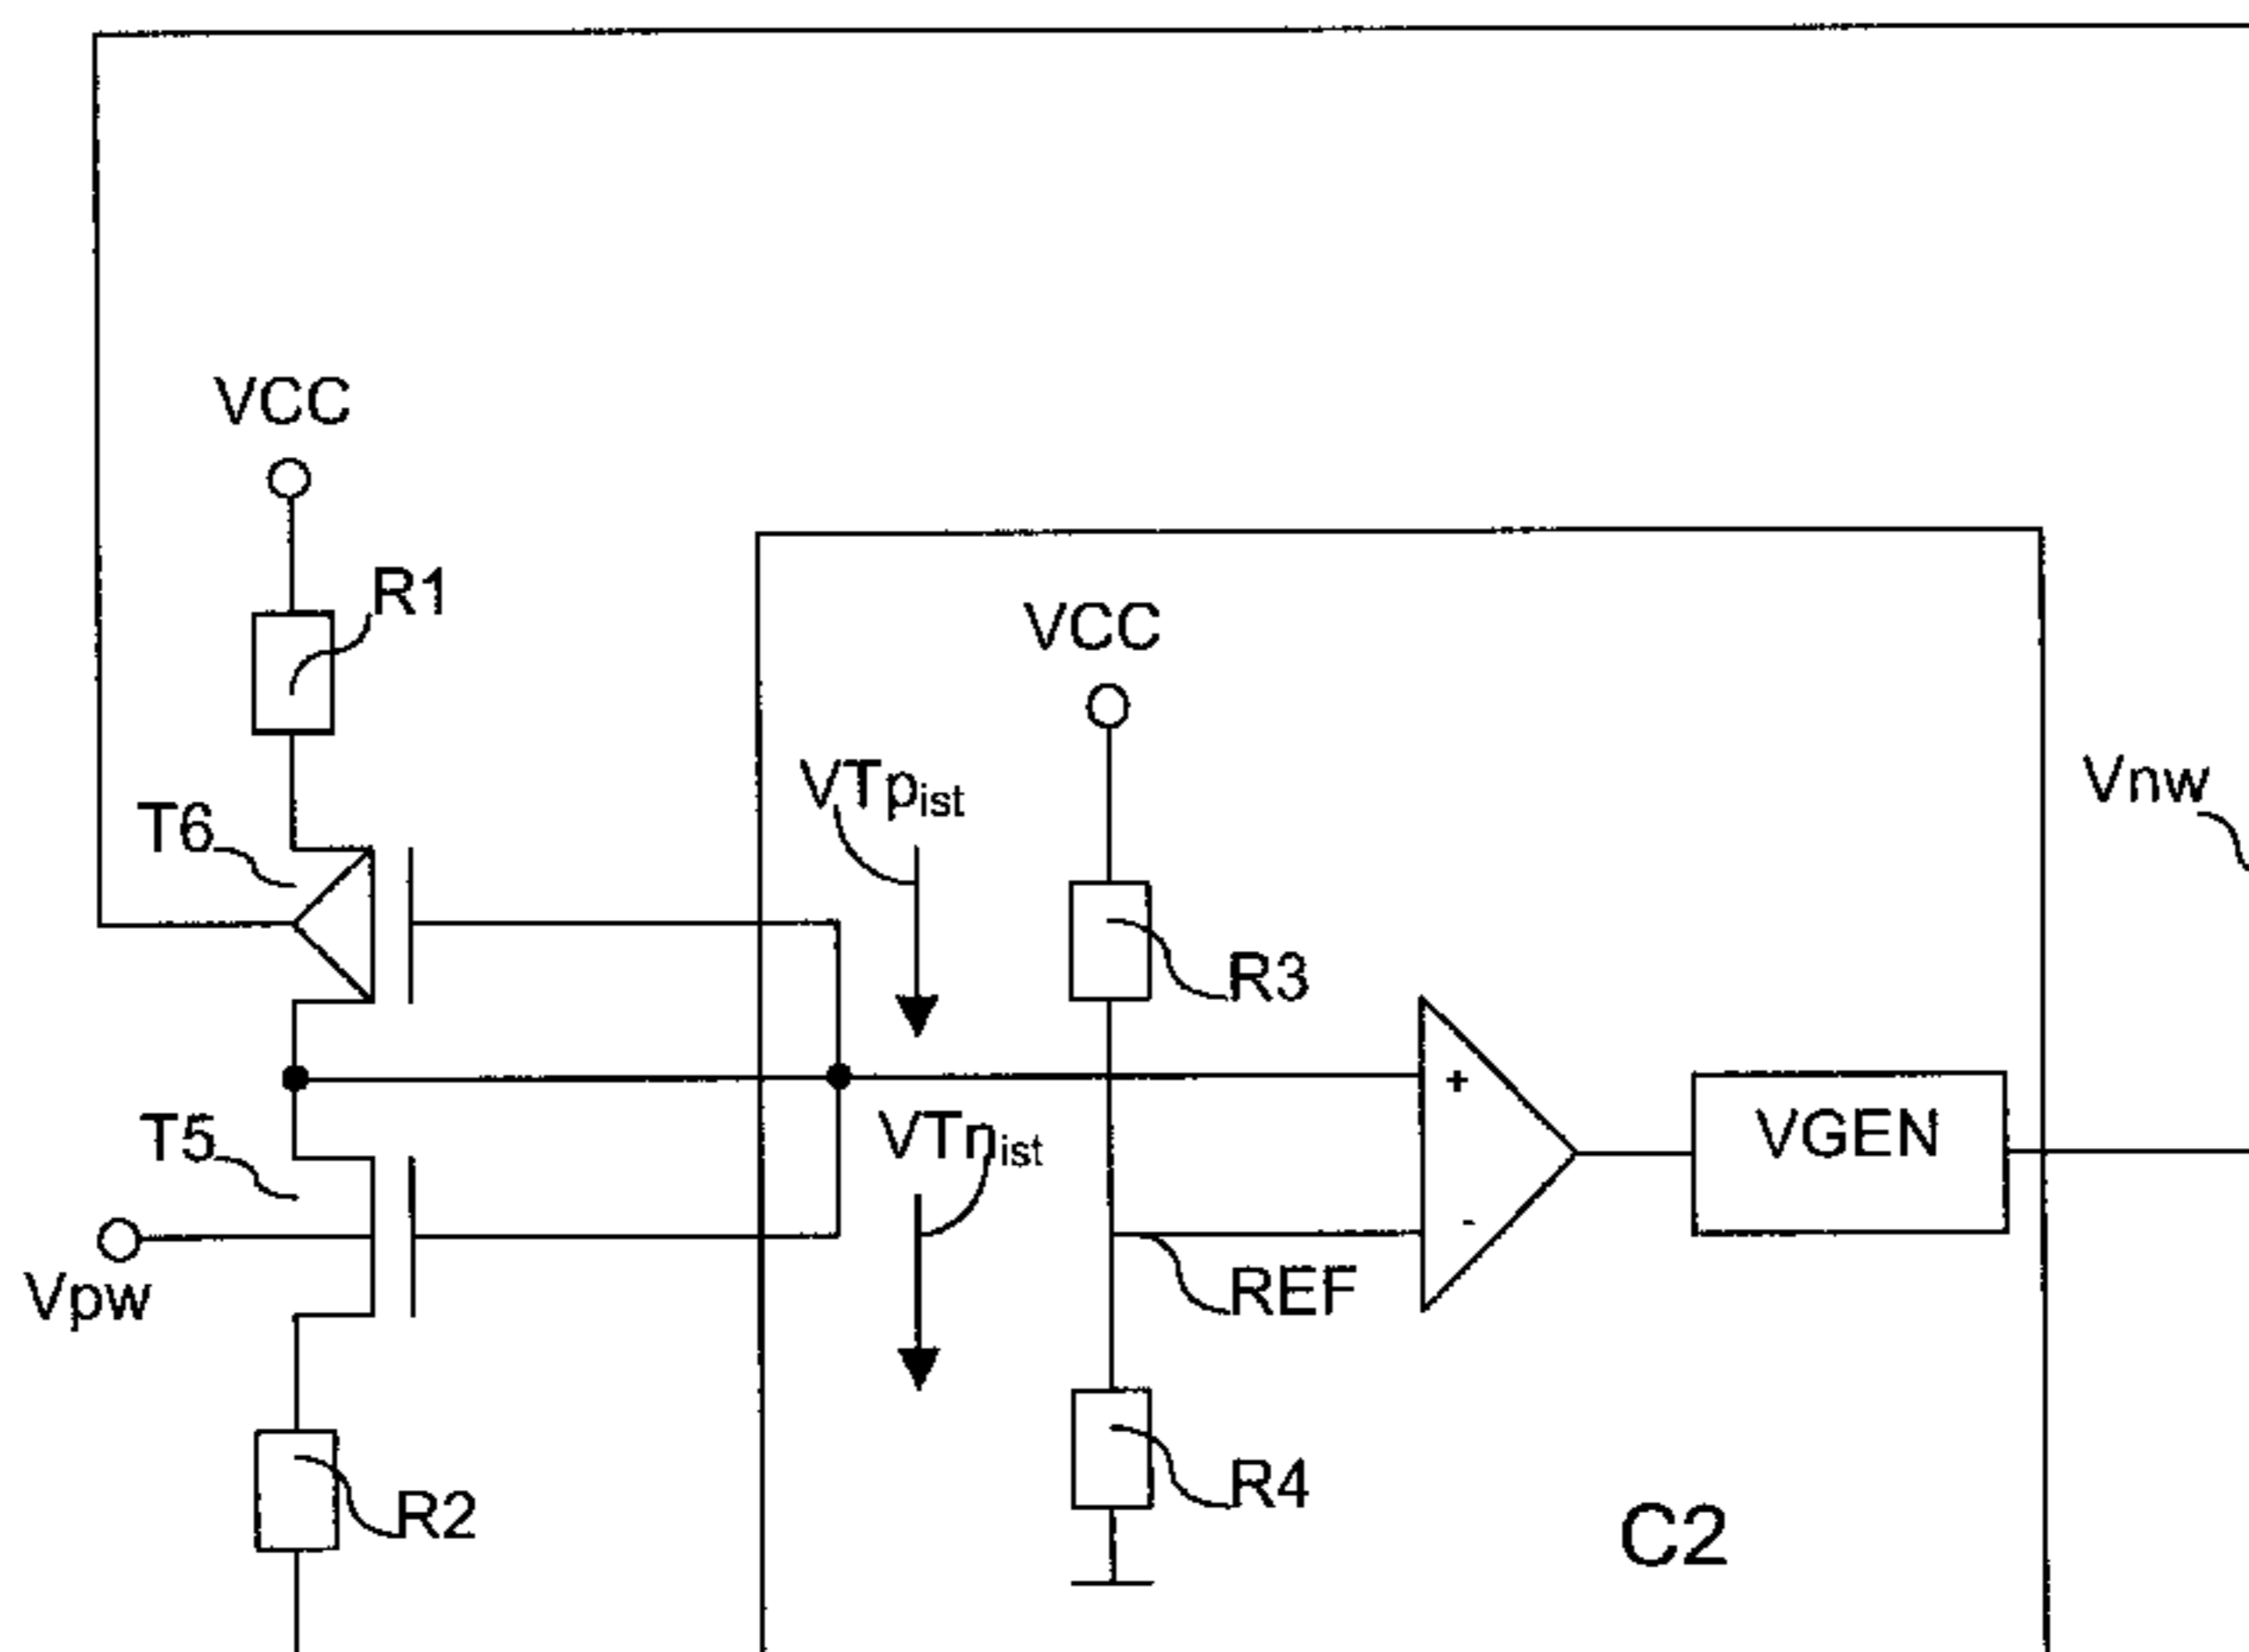 VCC
R1
VCC
VTpist
Vnw
T6
R3
+
VTnist
VGEN
T5
-
Vpw
REF
R4
R2
C2